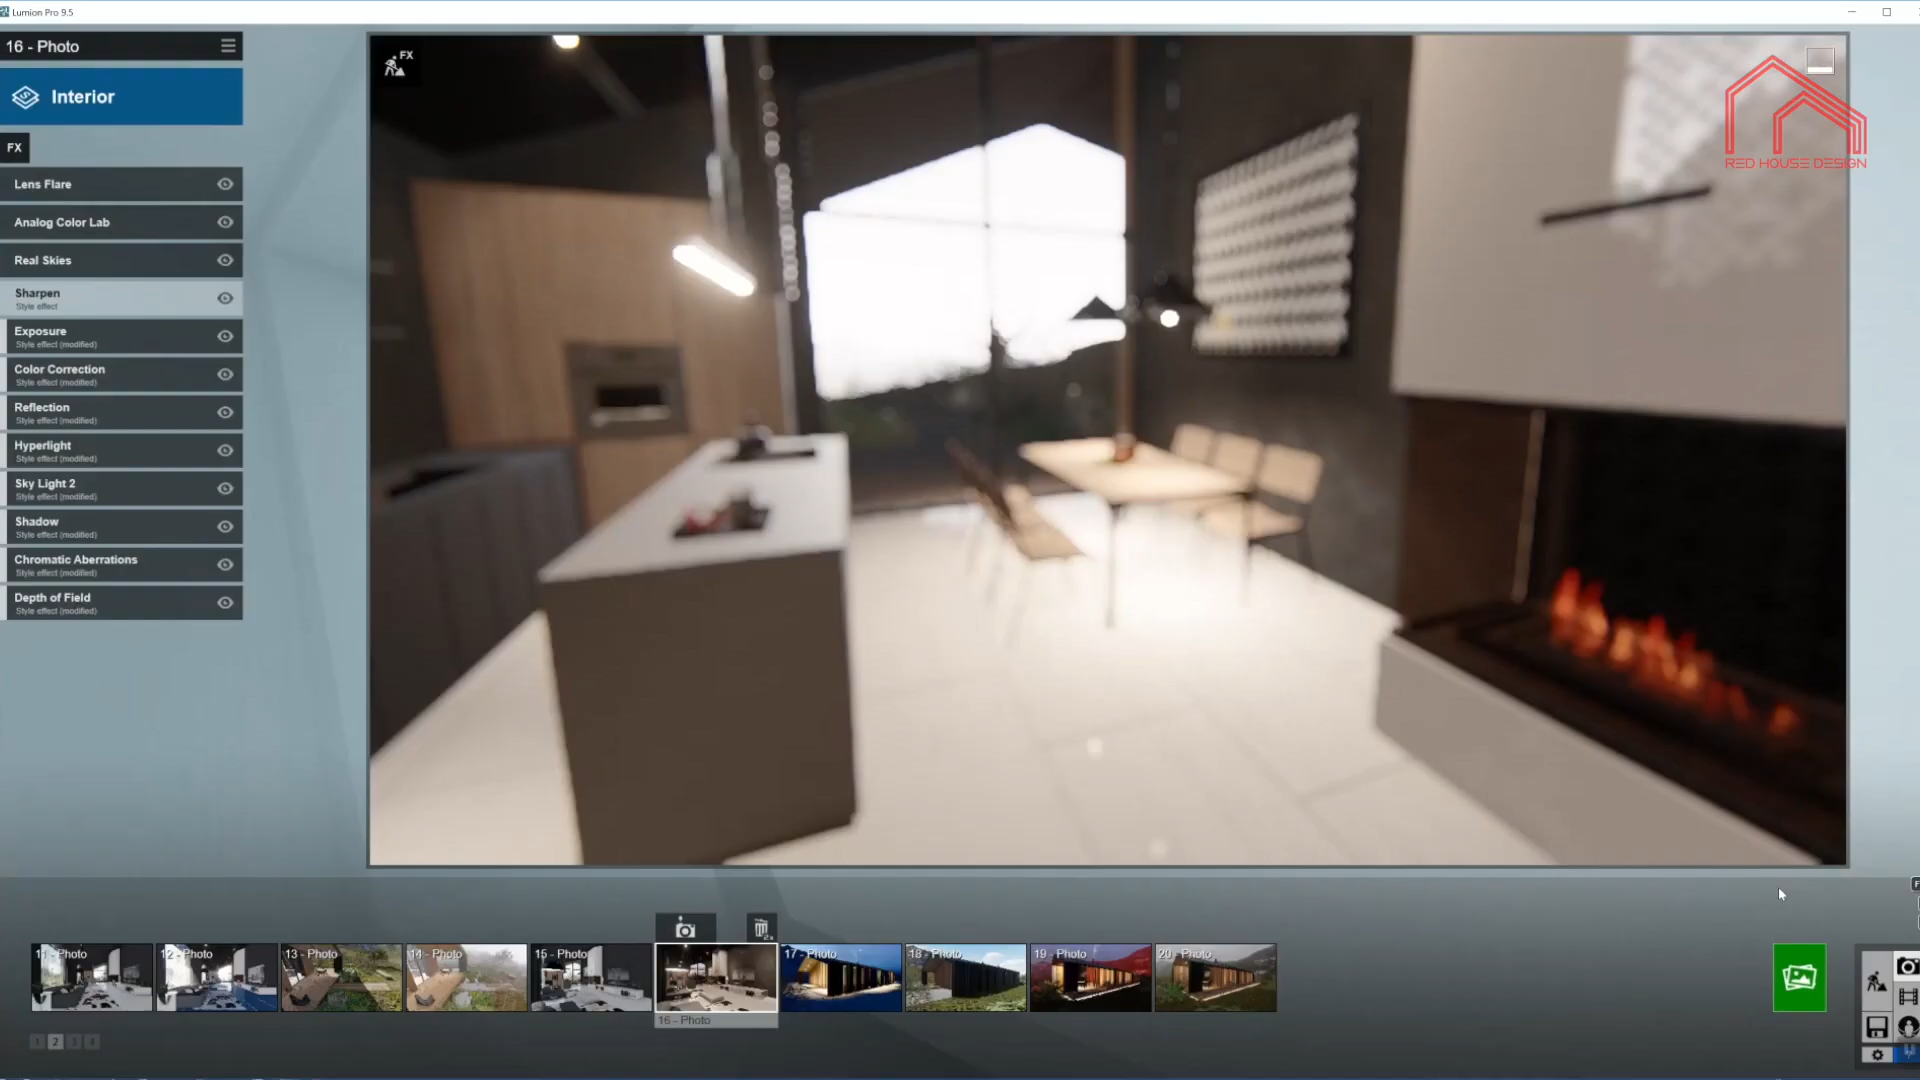 Lumion Pro 9.5
16 - Photo
Interior
FX
Lens Flare
Analog Color Lab
Real Skies
Sharpen
Style effect
Exposure
Style effect (modified)
Color Correction
Style effect (modified)
Reflection
Style effect (modified)
Hyperlight
Style effect (modified)
Sky Light 2
Style effect (modified)
Shadow
Style effect (modified)
Chromatic Aberrations
Style effect (modified)
Depth of Field
Style effect (modified)
FX
RED HOUSE DESIGN
11 - Photo
12 - Photo
13 - Photo
14 - Photo
15 - Photo
17 - Photo
18 - Photo
19 - Photo
20 - Photo
16 - Photo
1 2 3 4